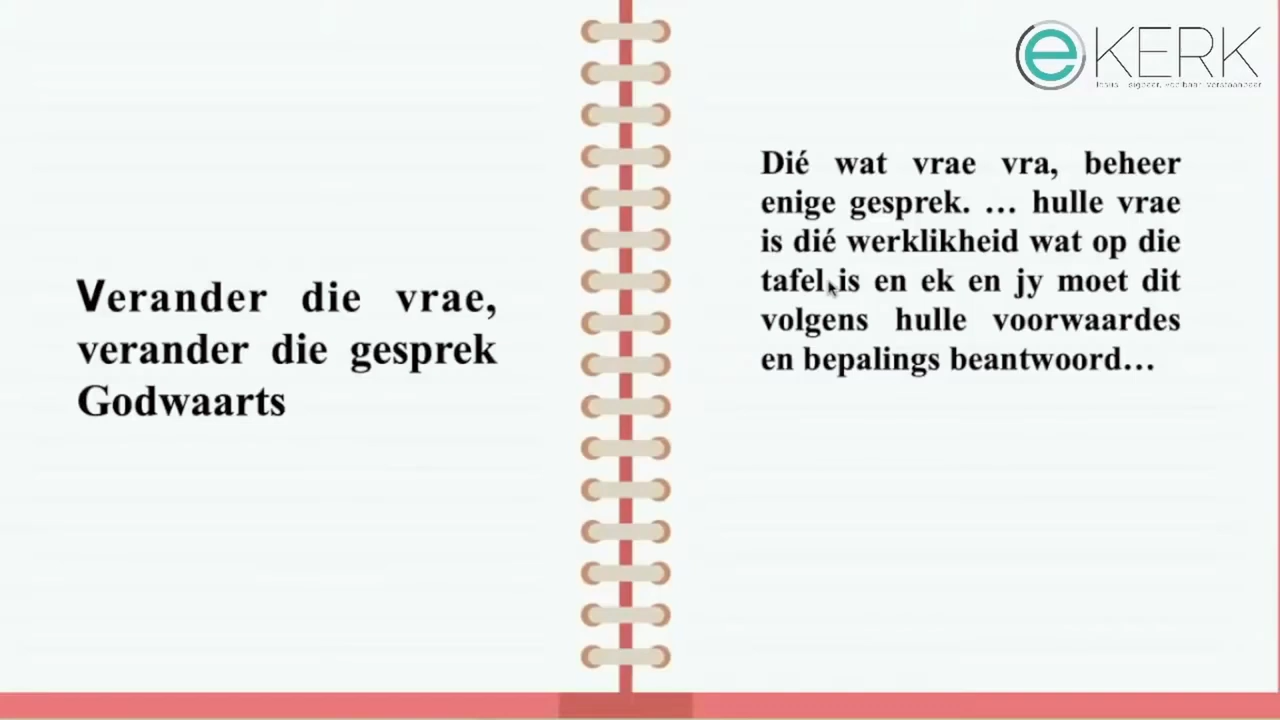 eKERK
Verander die vrae,
verander die gesprek
Godwaarts
Dié wat vrae vra, beheer
enige gesprek. … hulle vrae
is dié werklikheid wat op die
tafel is en ek en jy moet dit
volgens hulle voorwaardes
en bepalings beantwoord…